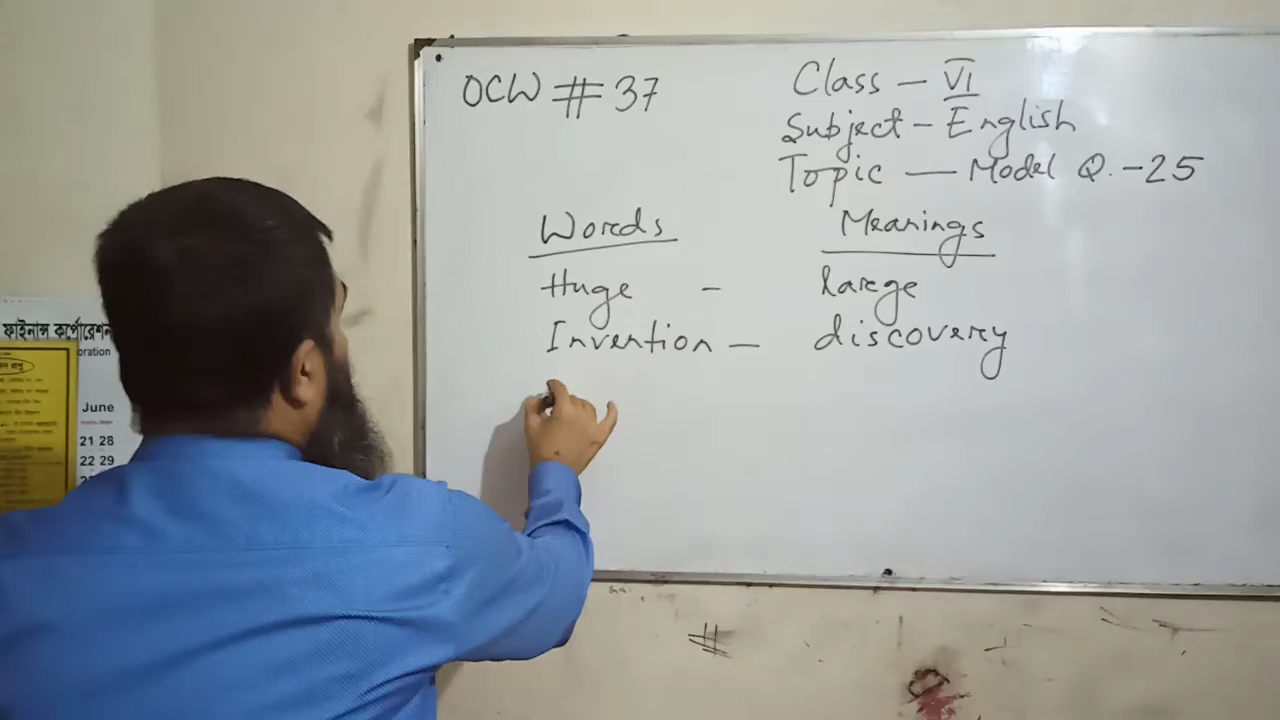 OCW # 37
Class - VI
Subject - English
Topic - Model Q. - 25
Words Meanings
Huge - large
Invention - discovery
ফাইনান্স কর্পোরেশন
oration
June
21 28
22 29